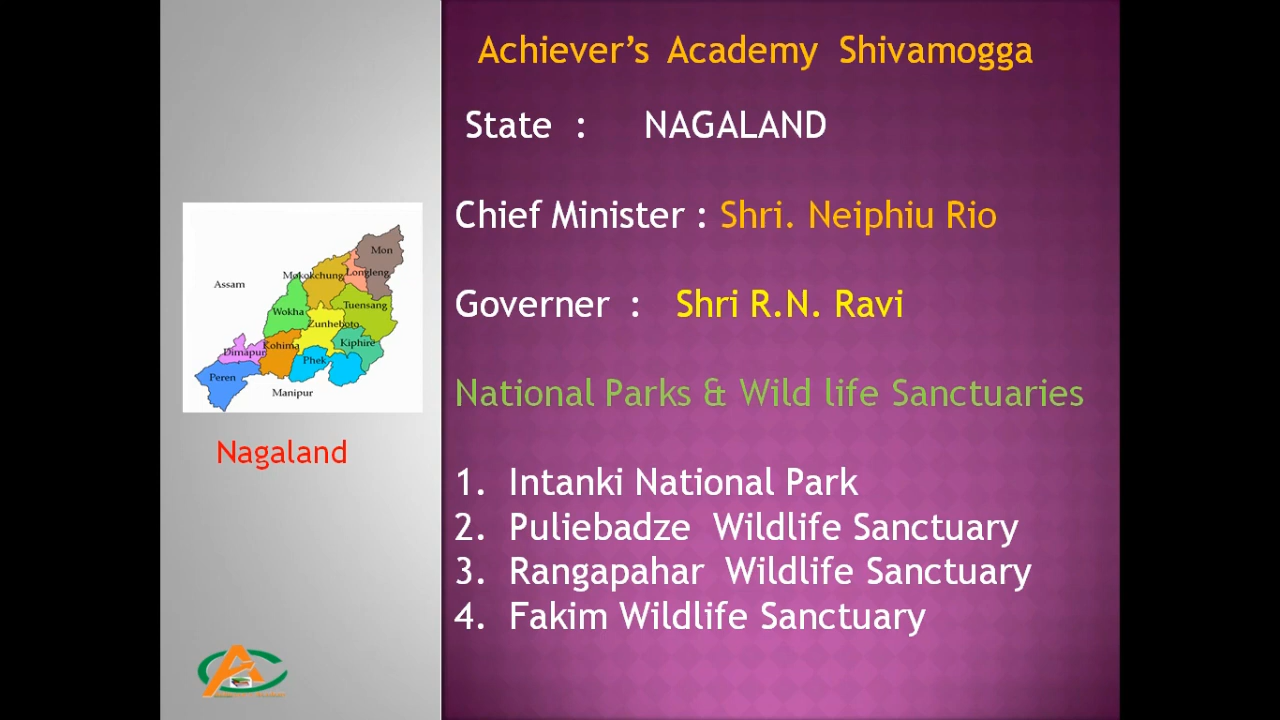 Achiever’s Academy Shivamogga
State : NAGALAND
Chief Minister : Shri. Neiphiu Rio
Governer : Shri R.N. Ravi
National Parks & Wild life Sanctuaries
1. Intanki National Park
2. Puliebadze Wildlife Sanctuary
3. Rangapahar Wildlife Sanctuary
4. Fakim Wildlife Sanctuary
Mon
Mokokchung
Longleng
Assam
Tuensang
Wokha
Zunheboto
Kohima
Kiphire
Dimapur
Phek
Peren
Manipur
Nagaland